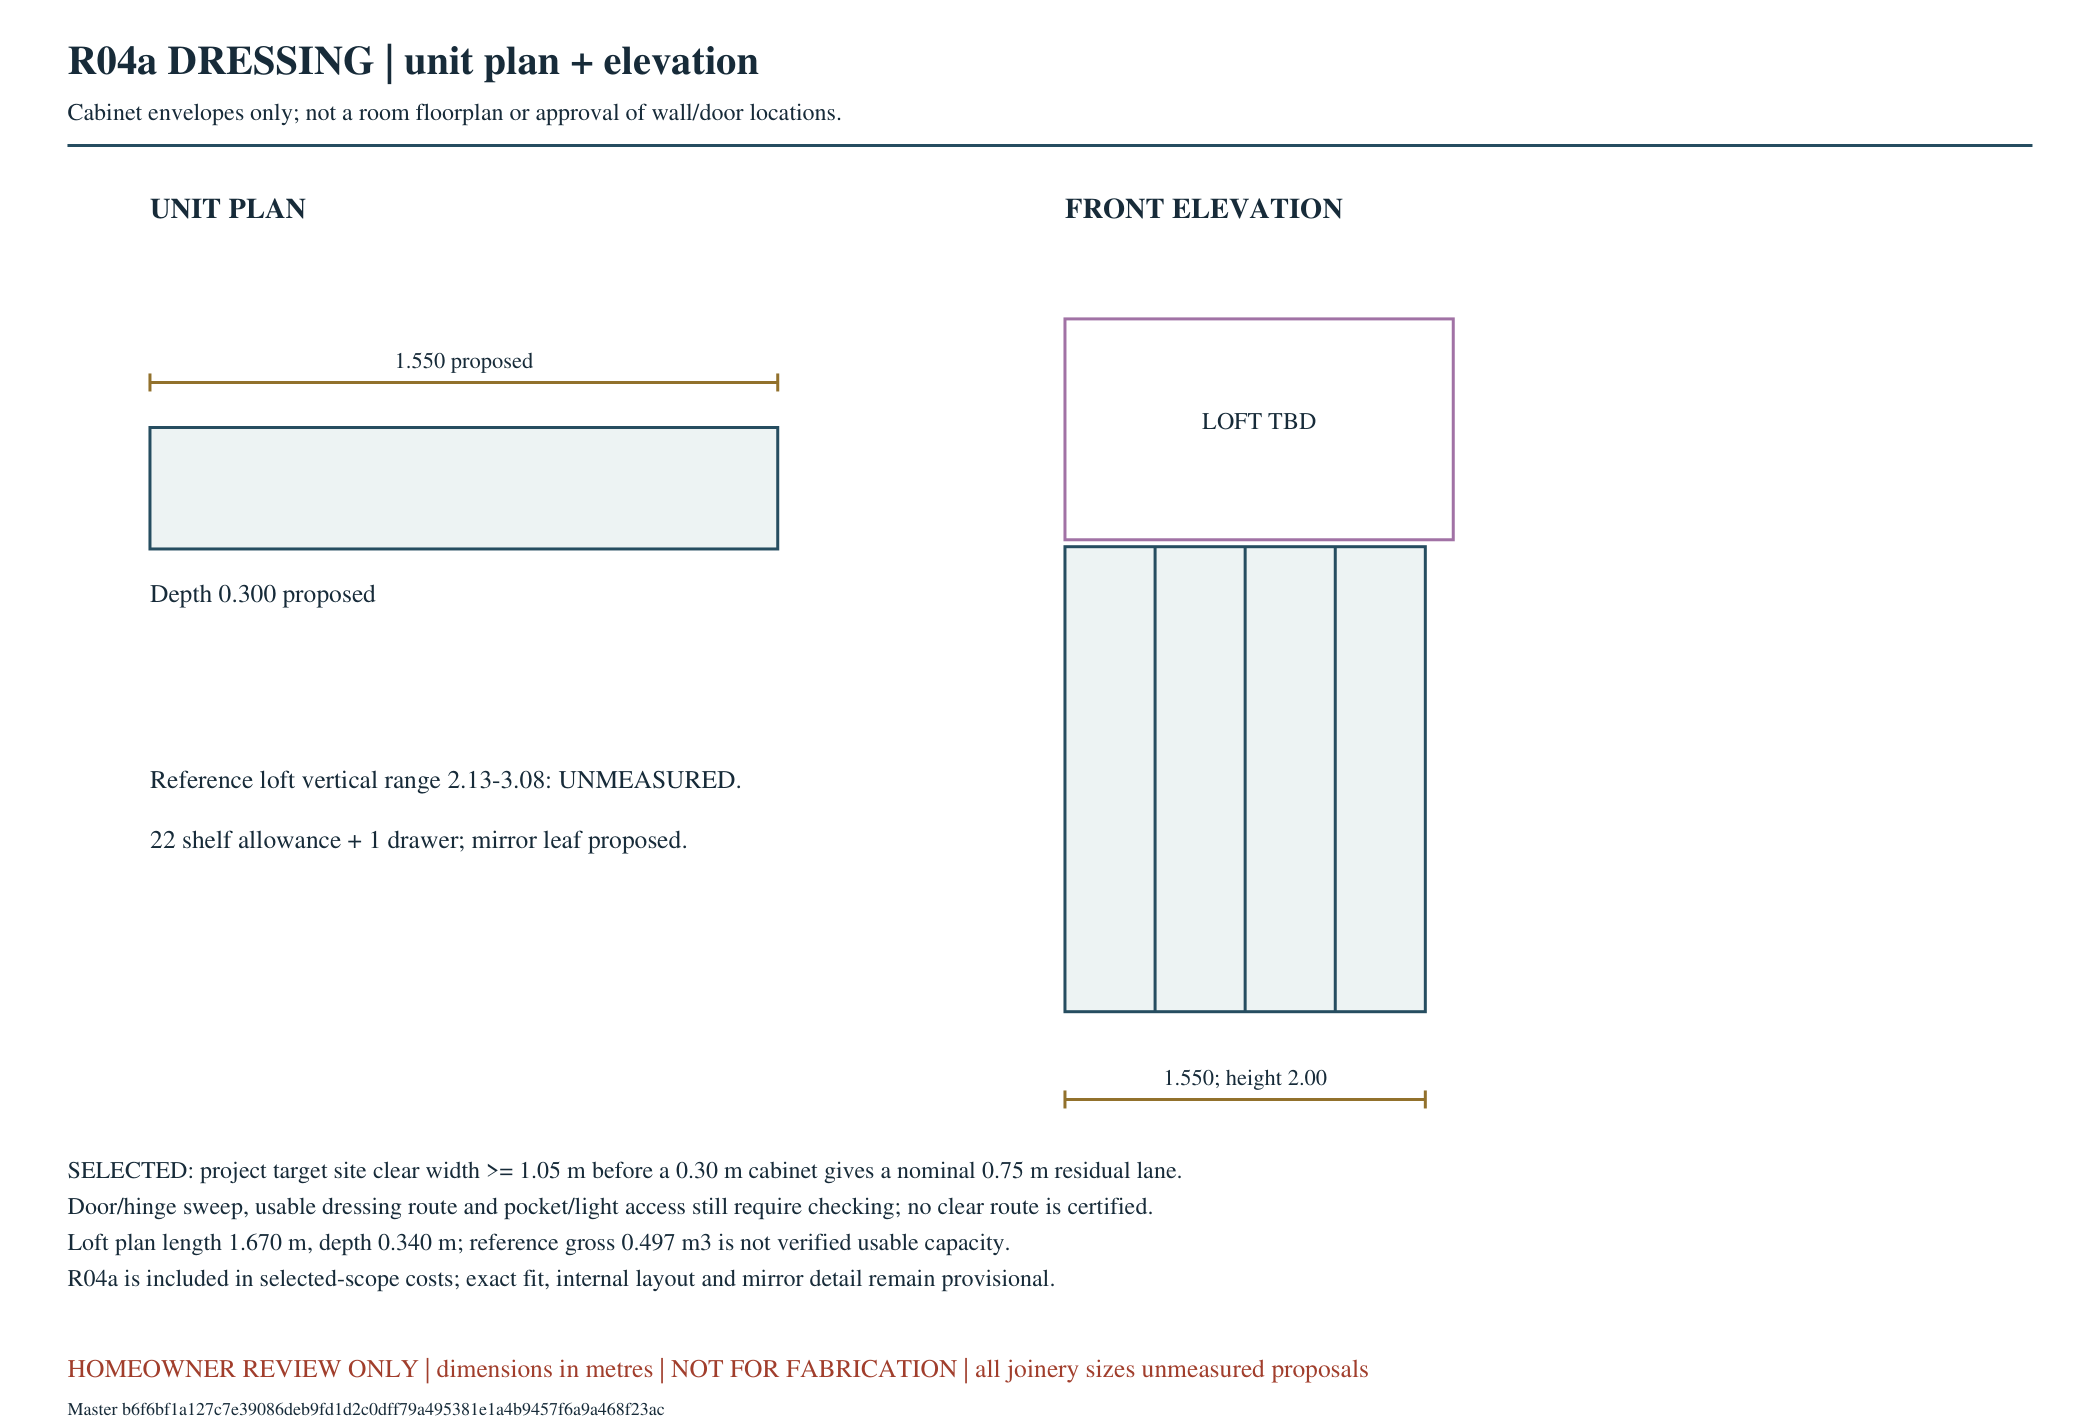 R04a DRESSING | unit plan + elevation
Cabinet envelopes only; not a room floorplan or approval of wall/door locations.
UNIT PLAN
FRONT ELEVATION
1.550 proposed
LOFT TBD
Depth 0.300 proposed
Reference loft vertical range 2.13-3.08: UNMEASURED.
22 shelf allowance + 1 drawer; mirror leaf proposed.
1.550; height 2.00
SELECTED: project target site clear width >= 1.05 m before a 0.30 m cabinet gives a nominal 0.75 m residual lane.
Door/hinge sweep, usable dressing route and pocket/light access still require checking; no clear route is certified.
Loft plan length 1.670 m, depth 0.340 m; reference gross 0.497 m3 is not verified usable capacity.
R04a is included in selected-scope costs; exact fit, internal layout and mirror detail remain provisional.
HOMEOWNER REVIEW ONLY | dimensions in metres | NOT FOR FABRICATION | all joinery sizes unmeasured proposals
Master b6f6bf1a127c7e39086deb9fd1d2c0dff79a495381e1a4b9457f6a9a468f23ac